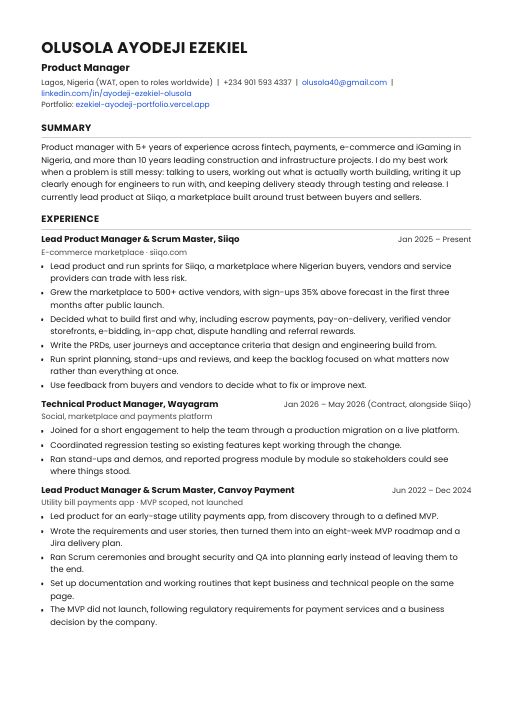 OLUSOLA AYODEJI EZEKIEL
Product Manager
Lagos, Nigeria (WAT, open to roles worldwide) | +234 901 593 4337 | olusola40@gmail.com |
linkedin.com/in/ayodeji-ezekiel-olusola
Portfolio: ezekiel-ayodeji-portfolio.vercel.app
SUMMARY
Product manager with 5+ years of experience across fintech, payments, e-commerce and iGaming in
Nigeria, and more than 10 years leading construction and infrastructure projects. I do my best work
when a problem is still messy: talking to users, working out what is actually worth building, writing it up
clearly enough for engineers to run with, and keeping delivery steady through testing and release. I
currently lead product at Siiqo, a marketplace built around trust between buyers and sellers.
EXPERIENCE
Lead Product Manager & Scrum Master, Siiqo Jan 2025 – Present
E-commerce marketplace · siiqo.com
• Lead product and run sprints for Siiqo, a marketplace where Nigerian buyers, vendors and service
providers can trade with less risk.
• Grew the marketplace to 500+ active vendors, with sign-ups 35% above forecast in the first three
months after public launch.
• Decided what to build first and why, including escrow payments, pay-on-delivery, verified vendor
storefronts, e-bidding, in-app chat, dispute handling and referral rewards.
• Write the PRDs, user journeys and acceptance criteria that design and engineering build from.
• Run sprint planning, stand-ups and reviews, and keep the backlog focused on what matters now
rather than everything at once.
• Use feedback from buyers and vendors to decide what to fix or improve next.
Technical Product Manager, Wayagram Jan 2026 – May 2026 (Contract, alongside Siiqo)
Social, marketplace and payments platform
• Joined for a short engagement to help the team through a production migration on a live platform.
• Coordinated regression testing so existing features kept working through the change.
• Ran stand-ups and demos, and reported progress module by module so stakeholders could see
where things stood.
Lead Product Manager & Scrum Master, Canvoy Payment Jun 2022 – Dec 2024
Utility bill payments app · MVP scoped, not launched
• Led product for an early-stage utility payments app, from discovery through to a defined MVP.
• Wrote the requirements and user stories, then turned them into an eight-week MVP roadmap and a
Jira delivery plan.
• Ran Scrum ceremonies and brought security and QA into planning early instead of leaving them to
the end.
• Set up documentation and working routines that kept business and technical people on the same
page.
• The MVP did not launch, following regulatory requirements for payment services and a business
decision by the company.